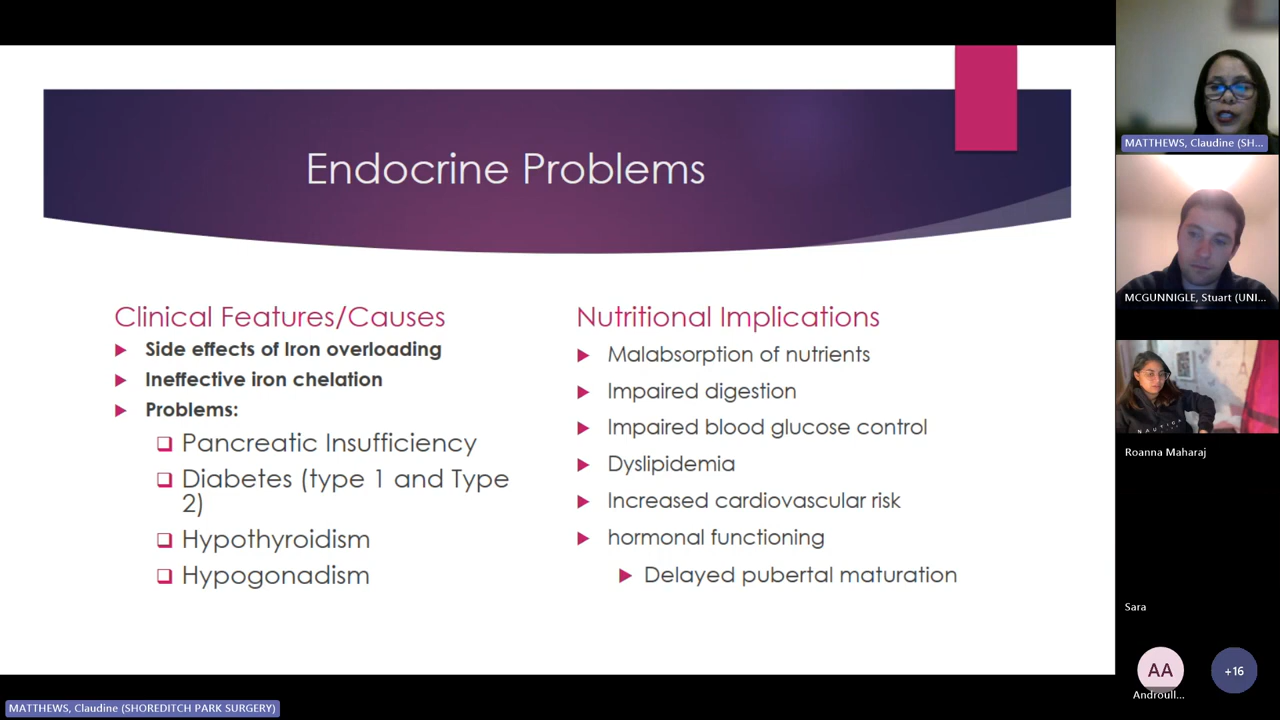 Endocrine Problems
Clinical Features/Causes
Side effects of Iron overloading
Ineffective iron chelation
Problems:
Pancreatic Insufficiency
Diabetes (type 1 and Type
2)
Hypothyroidism
Hypogonadism
Nutritional Implications
Malabsorption of nutrients
Impaired digestion
Impaired blood glucose control
Dyslipidemia
Increased cardiovascular risk
hormonal functioning
Delayed pubertal maturation
MATTHEWS, Claudine (SH...
MCGUNNIGLE, Stuart (UNI...
NAUTICA
Roanna Maharaj
Sara
AA
Androull...
+16
MATTHEWS, Claudine (SHOREDITCH PARK SURGERY)